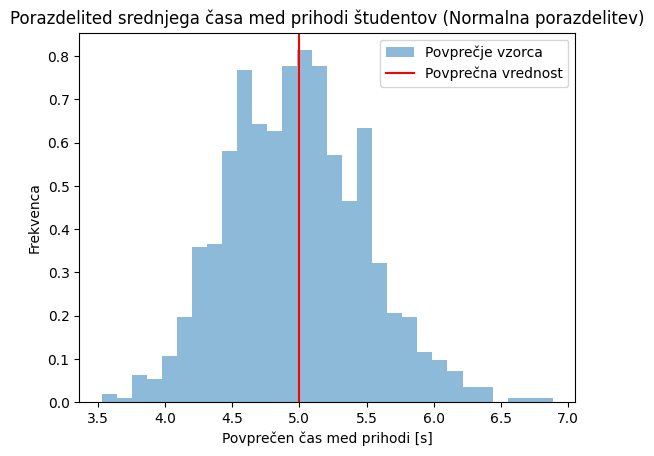 Porazdelited srednjega časa med prihodi študentov (Normalna porazdelitev)
Povprečje vzorca
Povprečna vrednost
Frekvenca
0.8
0.7
0.6
0.5
0.4
0.3
0.2
0.1
0.0
3.5 4.0 4.5 5.0 5.5 6.0 6.5 7.0
Povprečen čas med prihodi [s]